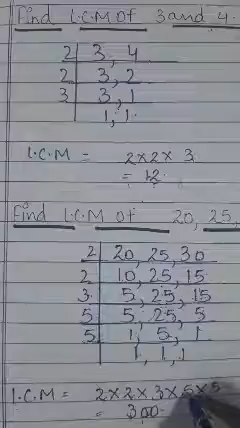 Find L.C.M Of 3 and 4.
2 | 3, 4
2 | 3, 2
3 | 3, 1
1, 1
L.C.M = 2×2× 3
= 12.
Find L.C.M Of 20, 25,
2 | 20, 25, 30
2 | 10, 25, 15
3 | 5, 25, 15
5 | 5, 25, 5
5 | 1, 5, 1
1, 1, 1
L.C.M = 2×2×3×5×5
= 300